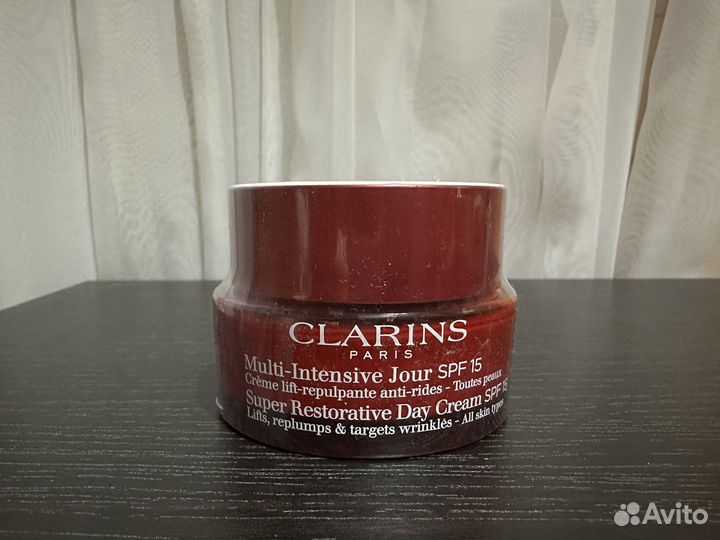 CLARINS
PARIS
Multi-Intensive Jour SPF 15
Crème lift-repulpante anti-rides - Toutes peaux
Super Restorative Day Cream SPF 15
Lifts, replumps & targets wrinkles - All skin types
Avito